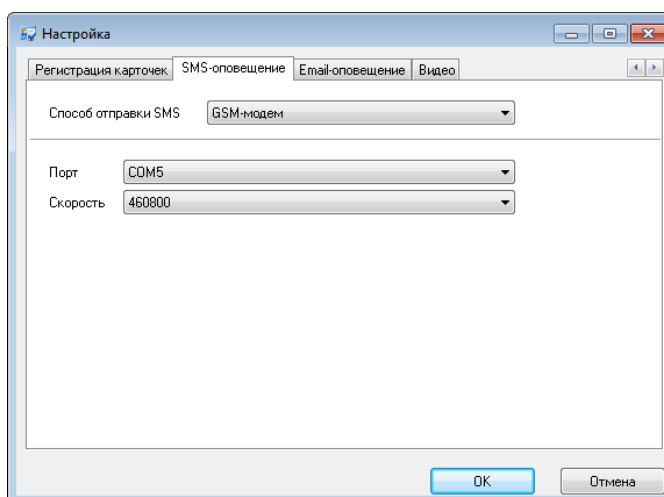 Настройка
Регистрация карточек SMS-оповещение Email-оповещение Видео
Способ отправки SMS GSM-модем
Порт COM5
Скорость 460800
OK Отмена